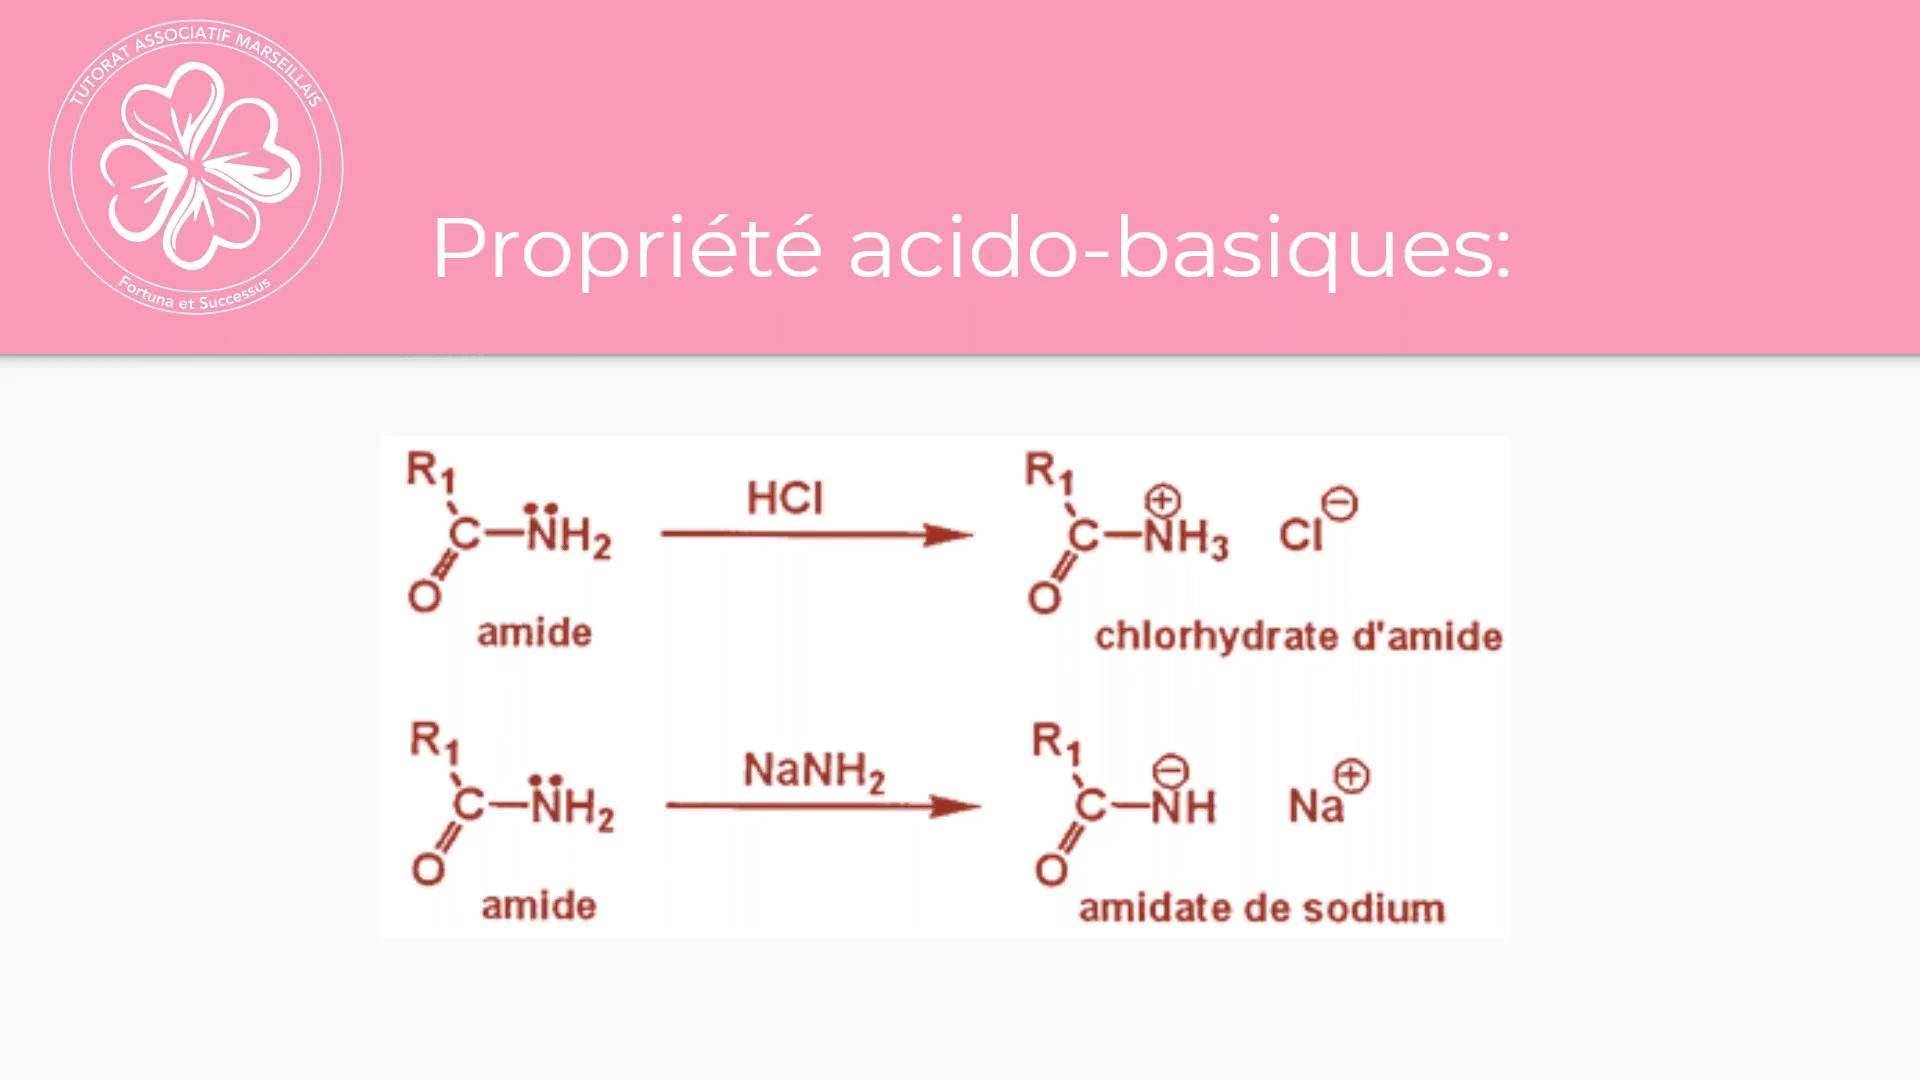 TUTORAT ASSOCIATIF MARSEILLAIS
Fortuna et Successus
Propriété acido-basiques:
R1 C—NH2 O
amide
HCl
R1 C—NH3 ⊕ O Cl ⊖
chlorhydrate d'amide
R1 C—NH2 O
amide
NaNH2
R1 C—NH ⊖ O Na ⊕
amidate de sodium